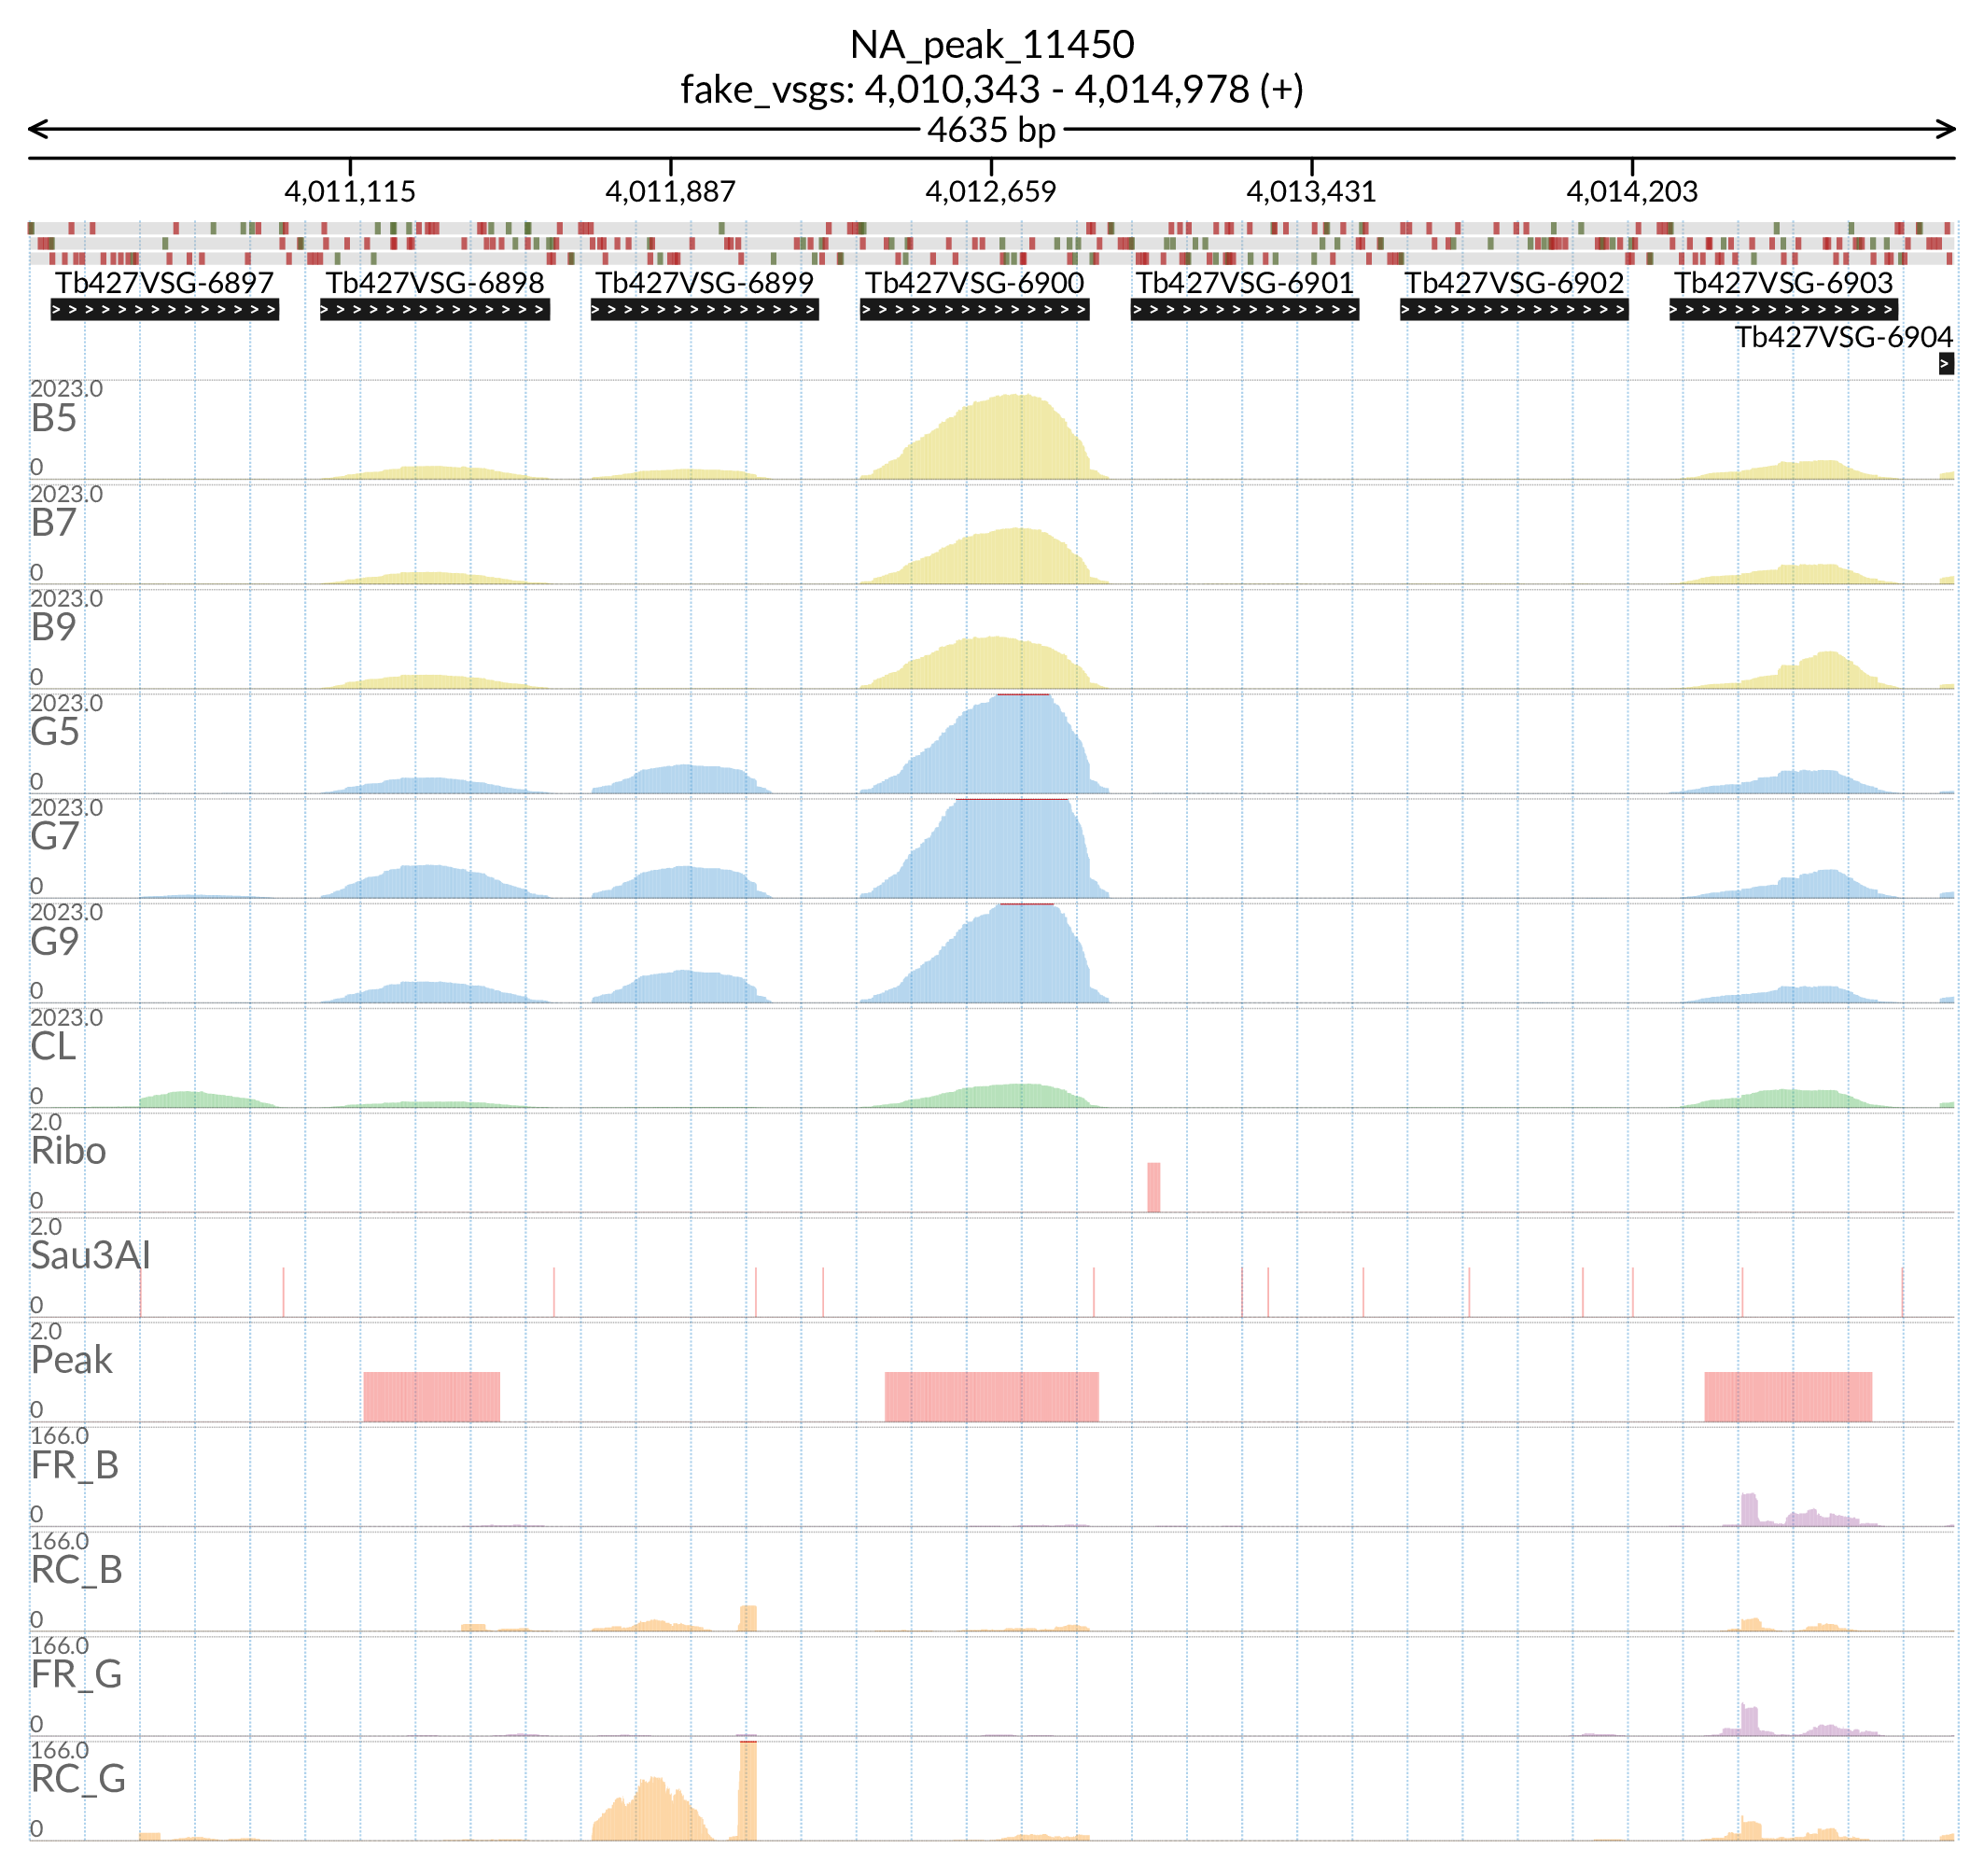 NA_peak_11450
fake_vsgs: 4,010,343 - 4,014,978 (+)
4635 bp
4,011,115 4,011,887 4,012,659 4,013,431 4,014,203
Tb427VSG-6897 Tb427VSG-6898 Tb427VSG-6899 Tb427VSG-6900 Tb427VSG-6901 Tb427VSG-6902 Tb427VSG-6903
Tb427VSG-6904
2023.0
B5
0
2023.0
B7
0
2023.0
B9
0
2023.0
G5
0
2023.0
G7
0
2023.0
G9
0
2023.0
CL
0
2.0
Ribo
0
2.0
Sau3AI
0
2.0
Peak
0
166.0
FR_B
0
166.0
RC_B
0
166.0
FR_G
0
166.0
RC_G
0